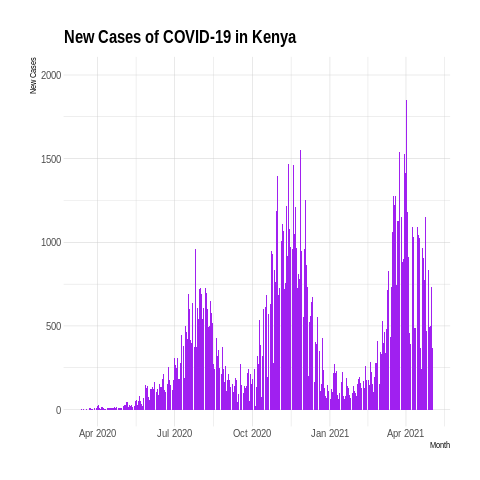 New Cases of COVID-19 in Kenya
New Cases
2000
1500
1000
500
0
Apr 2020 Jul 2020 Oct 2020 Jan 2021 Apr 2021
Month